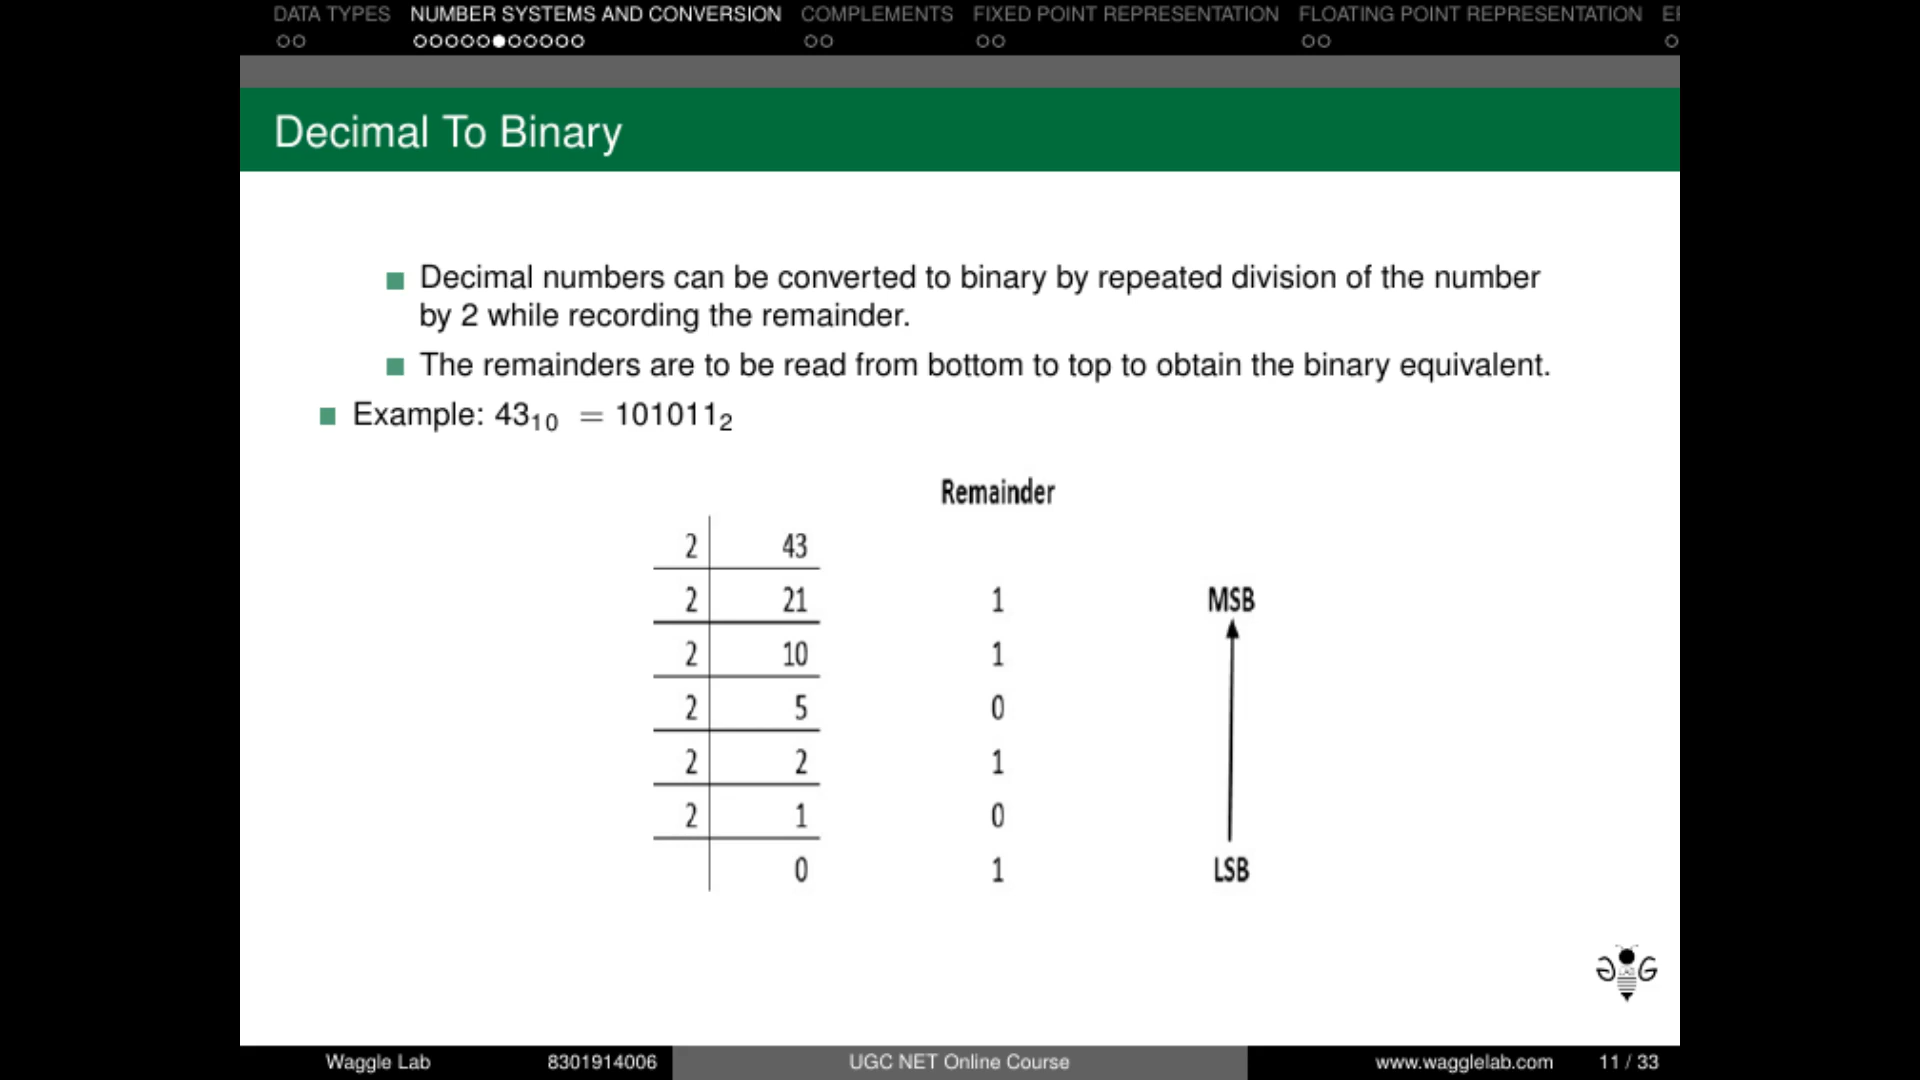 DATA TYPES NUMBER SYSTEMS AND CONVERSION COMPLEMENTS FIXED POINT REPRESENTATION FLOATING POINT REPRESENTATION
Decimal To Binary
Decimal numbers can be converted to binary by repeated division of the number
by 2 while recording the remainder.
The remainders are to be read from bottom to top to obtain the binary equivalent.
Example: 43₁₀ = 101011₂
Remainder
2 43
2 21 1 MSB
2 10 1
2 5 0
2 2 1
2 1 0
0 1 LSB
Waggle Lab 8301914006 UGC NET Online Course www.wagglelab.com 11 / 33